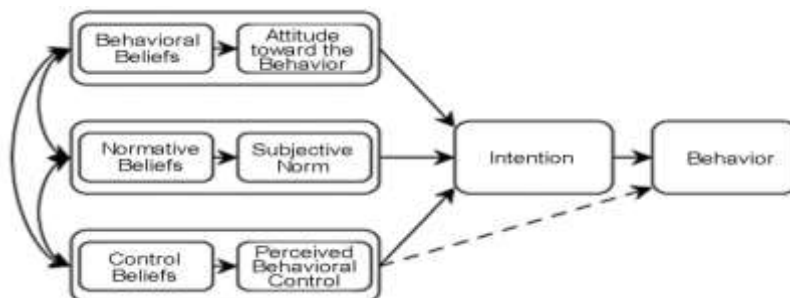 Behavioral
Beliefs
Attitude
toward the
Behavior
Normative
Beliefs
Subjective
Norm
Intention
Behavior
Control
Beliefs
Perceived
Behavioral
Control